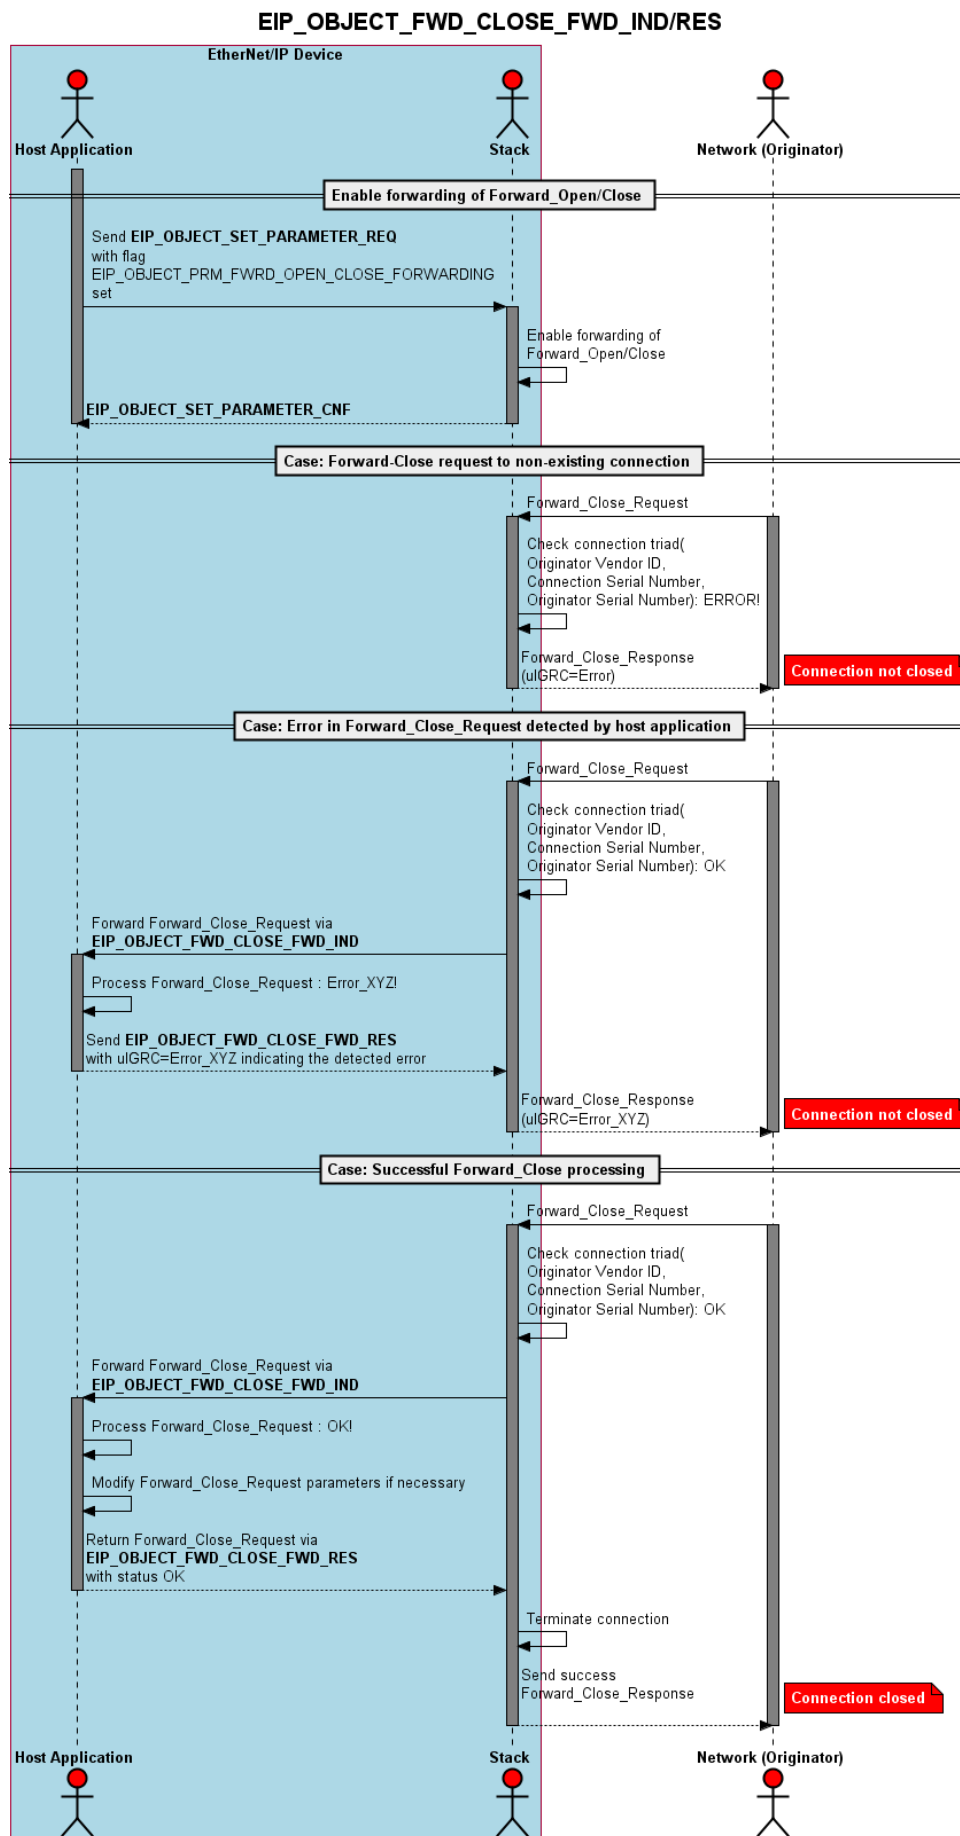 EIP_OBJECT_FWD_CLOSE_FWD_IND/RES
EtherNet/IP Device
Host Application
Stack
Network (Originator)
Enable forwarding of Forward_Open/Close
Send EIP_OBJECT_SET_PARAMETER_REQ
with flag
EIP_OBJECT_PRM_FWRD_OPEN_CLOSE_FORWARDING
set
Enable forwarding of
Forward_Open/Close
EIP_OBJECT_SET_PARAMETER_CNF
Case: Forward-Close request to non-existing connection
Forward_Close_Request
Check connection triad(
Originator Vendor ID,
Connection Serial Number,
Originator Serial Number): ERROR!
Forward_Close_Response
(ulGRC=Error)
Connection not closed
Case: Error in Forward_Close_Request detected by host application
Forward_Close_Request
Check connection triad(
Originator Vendor ID,
Connection Serial Number,
Originator Serial Number): OK
Forward Forward_Close_Request via
EIP_OBJECT_FWD_CLOSE_FWD_IND
Process Forward_Close_Request : Error_XYZ!
Send EIP_OBJECT_FWD_CLOSE_FWD_RES
with ulGRC=Error_XYZ indicating the detected error
Forward_Close_Response
(ulGRC=Error_XYZ)
Connection not closed
Case: Successful Forward_Close processing
Forward_Close_Request
Check connection triad(
Originator Vendor ID,
Connection Serial Number,
Originator Serial Number): OK
Forward Forward_Close_Request via
EIP_OBJECT_FWD_CLOSE_FWD_IND
Process Forward_Close_Request : OK!
Modify Forward_Close_Request parameters if necessary
Return Forward_Close_Request via
EIP_OBJECT_FWD_CLOSE_FWD_RES
with status OK
Terminate connection
Send success
Forward_Close_Response
Connection closed
Host Application
Stack
Network (Originator)